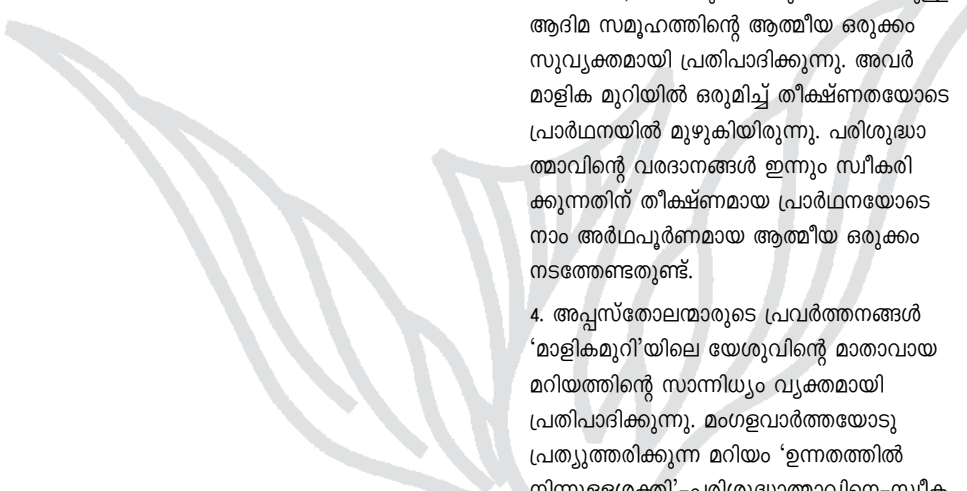 ആദിമ സമൂഹത്തിന്റെ ആത്മീയ ഒരുക്കം
സുവ്യക്തമായി പ്രതിപാദിക്കുന്നു. അവർ
മാളിക മുറിയിൽ ഒരുമിച്ച് തീക്ഷ്ണതയോടെ
പ്രാർഥനയിൽ മുഴുകിയിരുന്നു. പരിശുദ്ധാ
ത്മാവിന്റെ വരദാനങ്ങൾ ഇന്നും സ്വീകരി
ക്കുന്നതിന് തീക്ഷ്ണമായ പ്രാർഥനയോടെ
നാം അർഥപൂർണമായ ആത്മീയ ഒരുക്കം
നടത്തേണ്ടതുണ്ട്.
4. അപ്പസ്തോലന്മാരുടെ പ്രവർത്തനങ്ങൾ
‘മാളികമുറി’യിലെ യേശുവിന്റെ മാതാവായ
മറിയത്തിന്റെ സാന്നിധ്യം വ്യക്തമായി
പ്രതിപാദിക്കുന്നു. മംഗളവാർത്തയോടു
പ്രത്യുത്തരിക്കുന്ന മറിയം ‘ഉന്നതത്തിൽ
നിന്നുള്ളശക്തി’-പരിശുദ്ധാത്മാവിനെ-സ്വീക